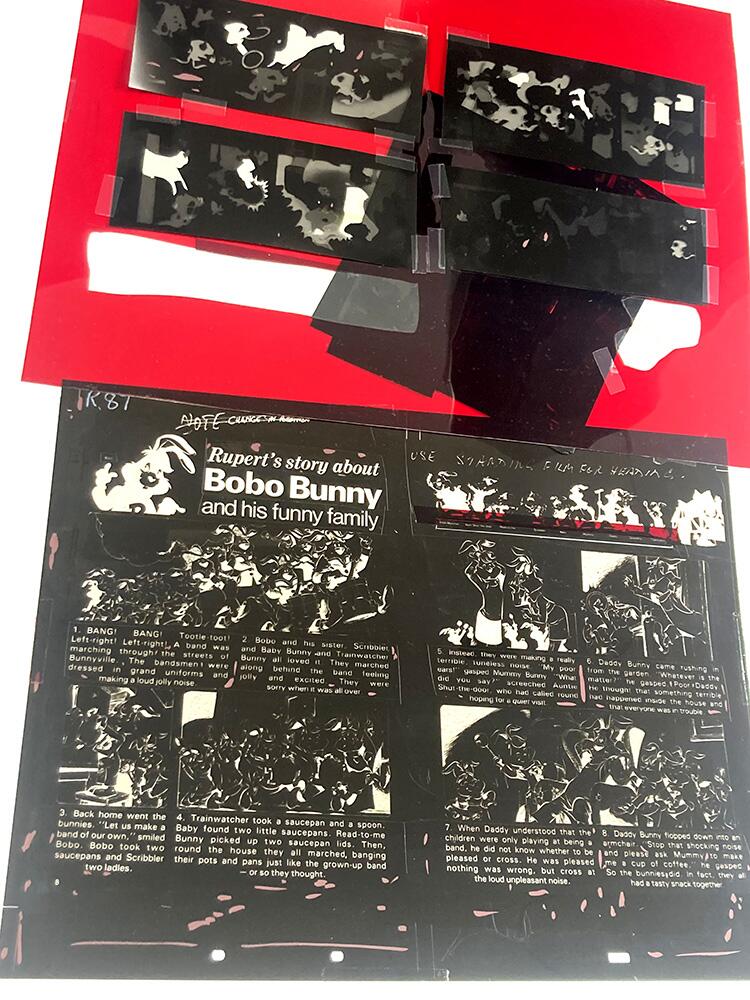 R.87
NOTE CHANGE IN
USE STANDING FILM FOR HEADING.
Rupert's story about
Bobo Bunny
and his funny family
1. BANG! BANG! Tootle-toot!
Left-right! Left-right! A band was
marching through the streets of
Bunnyville. The bandsmen were
dressed in grand uniforms and
making a loud jolly noise.
2. Bobo and his sister, Scribbler
and Baby Bunny and Trainwatcher
Bunny all loved it. They marched
along behind the band feeling
jolly and excited. They were
sorry when it was all over.
3. Back home went the
bunnies. "Let us make a
band of our own," smiled
Bobo. Bobo took two
saucepans and Scribbler
two ladles.
4. Trainwatcher took a saucepan and a spoon.
Baby found two little saucepans. Read-to-me
Bunny picked up two saucepan lids. Then,
round the house they all marched, banging
their pots and pans just like the grown-up band
— or so they thought.
5. Instead, they were making a really
terrible, tuneless noise. "My poor
ears!" gasped Mummy Bunny. "What
did you say?" screeched Auntie
Shut-the-door, who had called round
hoping for a quiet visit.
6. Daddy Bunny came rushing in
from the garden. "Whatever is the
matter?" he gasped. Poor Daddy.
He thought that something terrible
had happened inside the house and
that everyone was in trouble.
7. When Daddy understood that the
children were only playing at being a
band, he did not know whether to be
pleased or cross. He was pleased
nothing was wrong, but cross at
the loud unpleasant noise.
8. Daddy Bunny flopped down into an
armchair. "Stop that shocking noise
and please ask Mummy to make
me a cup of coffee," he gasped.
So the bunnies did. In fact, they all
had a tasty snack together.
8